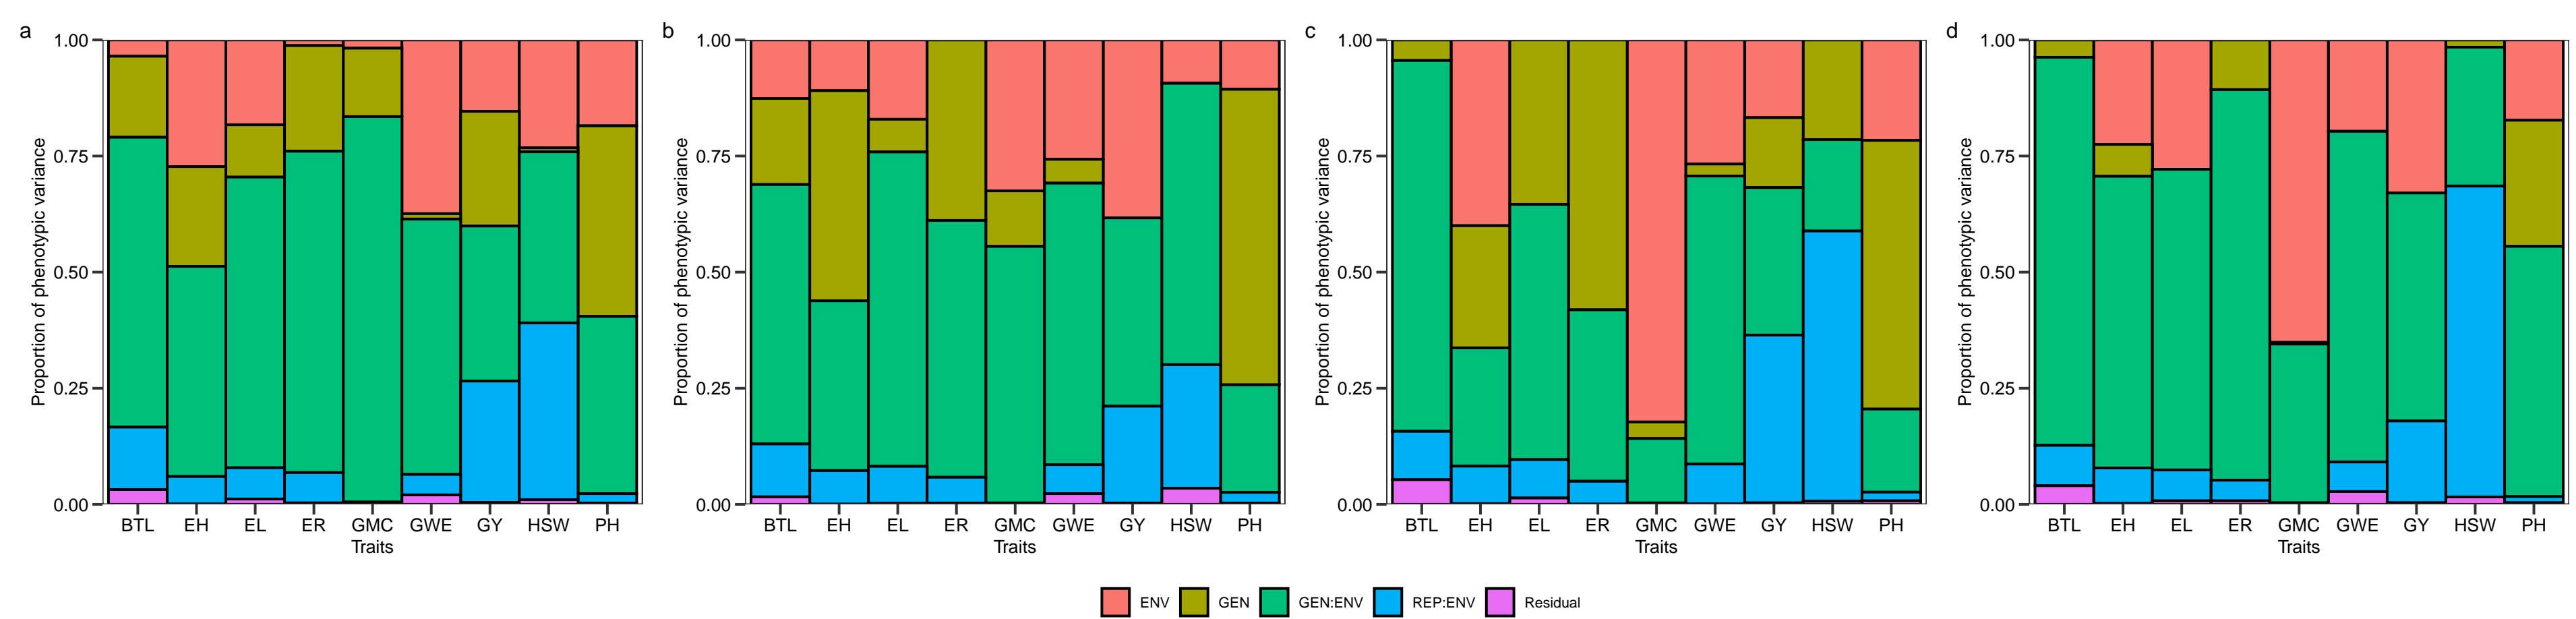 a
1.00
0.75
0.50
0.25
0.00
Proportion of phenotypic variance
BTL EH EL ER GMC GWE GY HSW PH
Traits
b
1.00
0.75
0.50
0.25
0.00
Proportion of phenotypic variance
BTL EH EL ER GMC GWE GY HSW PH
Traits
c
1.00
0.75
0.50
0.25
0.00
Proportion of phenotypic variance
BTL EH EL ER GMC GWE GY HSW PH
Traits
d
1.00
0.75
0.50
0.25
0.00
Proportion of phenotypic variance
BTL EH EL ER GMC GWE GY HSW PH
Traits
ENV GEN GEN:ENV REP:ENV Residual